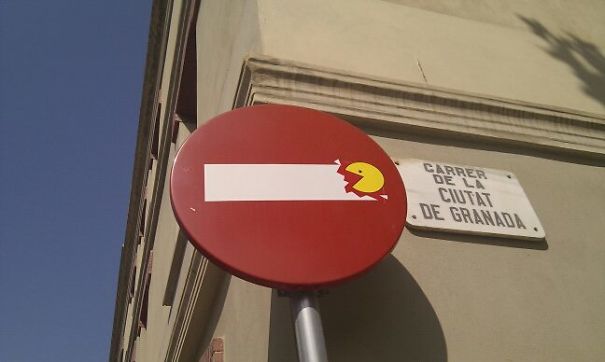 CARRER
DE LA
CIUTAT
DE GRANADA